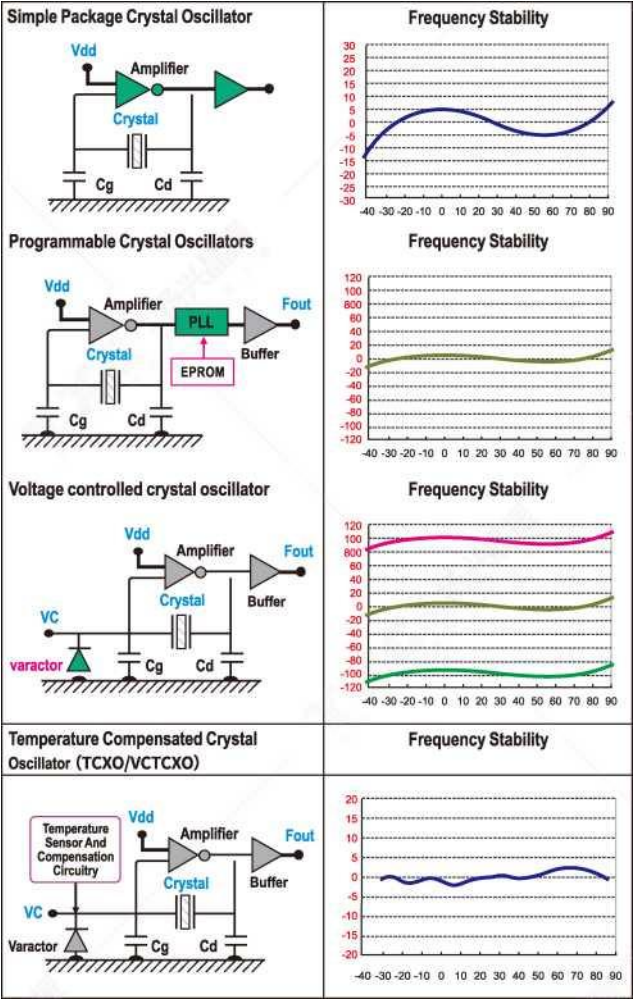 Simple Package Crystal Oscillator
Vdd
Amplifier
Crystal
Cg
Cd
Frequency Stability
30
25
20
15
10
5
0
-5
-10
-15
-20
-25
-30
-40 -30 -20 -10 0 10 20 30 40 50 60 70 80 90
Programmable Crystal Oscillators
Vdd
Amplifier
Fout
PLL
Crystal
Buffer
EPROM
Cg
Cd
Frequency Stability
120
100
800
60
40
20
0
-20
-40
-60
-80
-100
-120
-40 -30 -20 -10 0 10 20 30 40 50 60 70 80 90
Voltage controlled crystal oscillator
Vdd
Amplifier
Fout
Crystal
Buffer
VC
varactor
Cg
Cd
Frequency Stability
120
100
800
60
40
20
0
-20
-40
-60
-80
-100
-120
-40 -30 -20 -10 0 10 20 30 40 50 60 70 80 90
Temperature Compensated Crystal
Oscillator (TCXO/VCTCXO)
Frequency Stability
Temperature
Sensor And
Compensation
Circuitry
Vdd
Amplifier
Fout
Crystal
Buffer
VC
Varactor
Cg
Cd
20
15
10
5
0
-5
-10
-15
-20
-40 -30 -20 -10 0 10 20 30 40 50 60 70 80 90